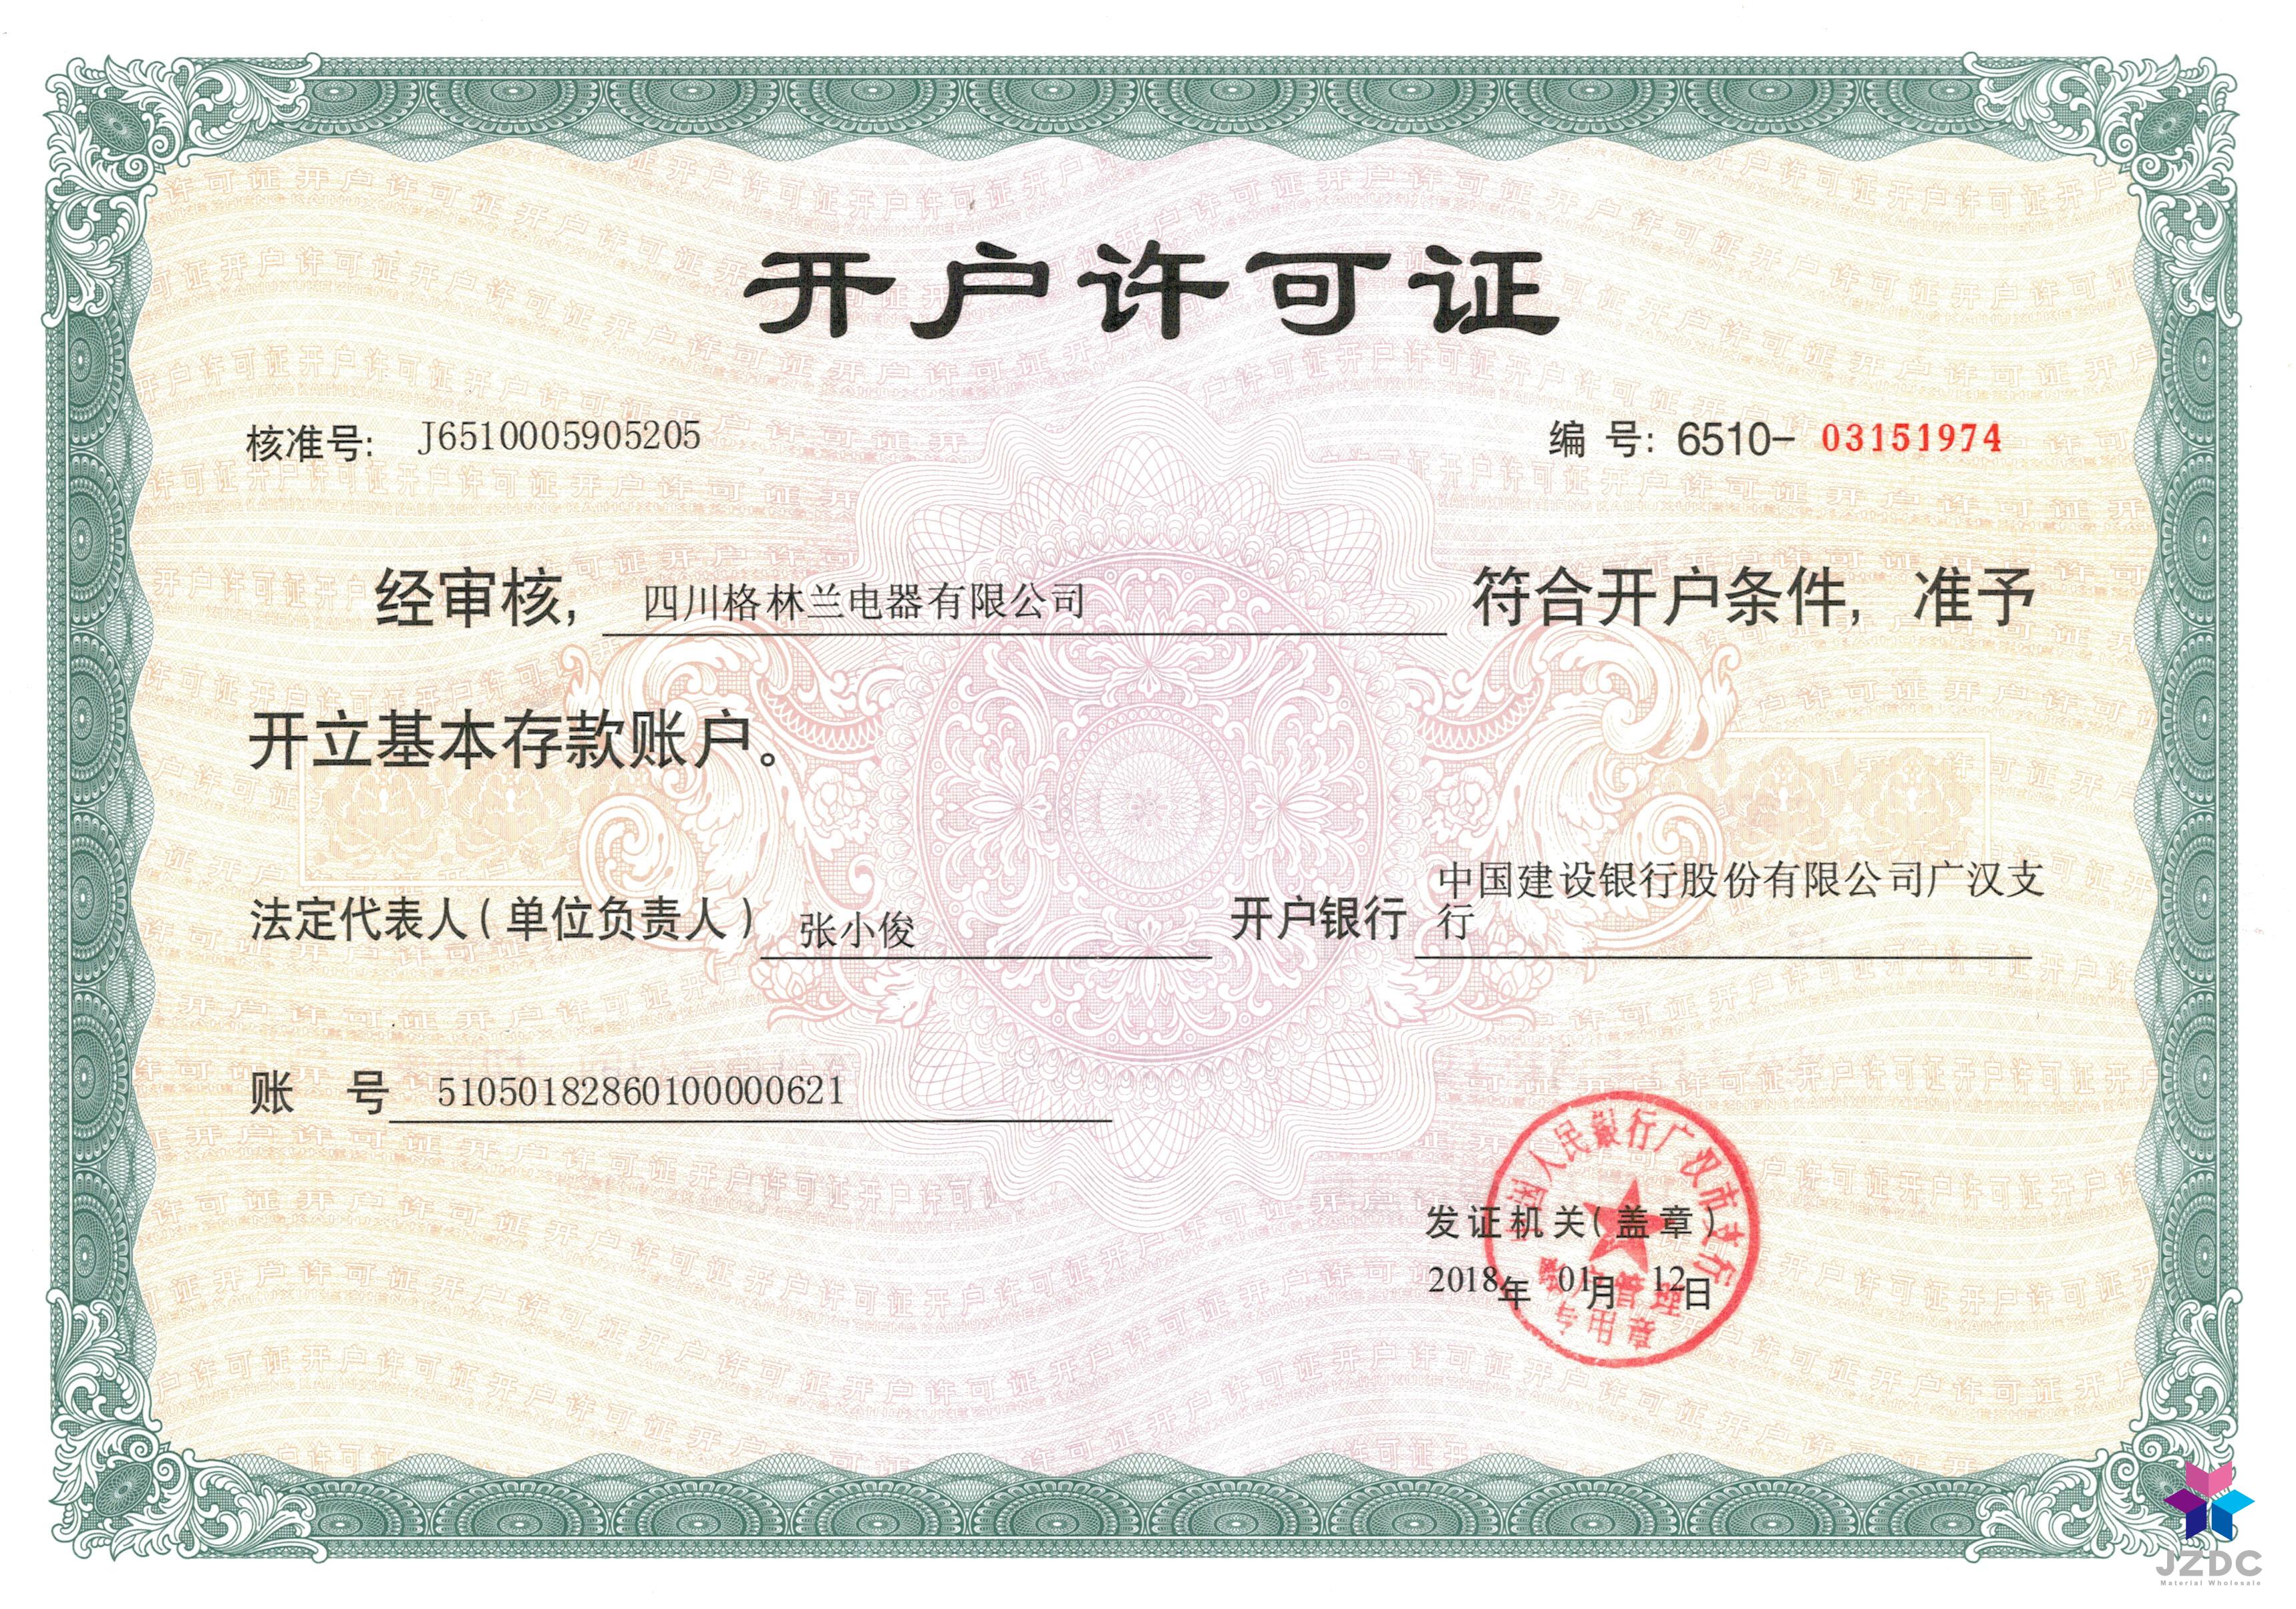 开户许可证
核准号: J6510005905205
编 号: 6510- 03151974
经审核, 四川格林兰电器有限公司 符合开户条件, 准予
开立基本存款账户。
法定代表人(单位负责人) 张小俊 开户银行 中国建设银行股份有限公司广汉支
行
账 号 51050182860100000621
中国人民银行广汉市支行
发证机关(盖章)
2018年 01月 12日
专用章
JZDC
Material Wholesale